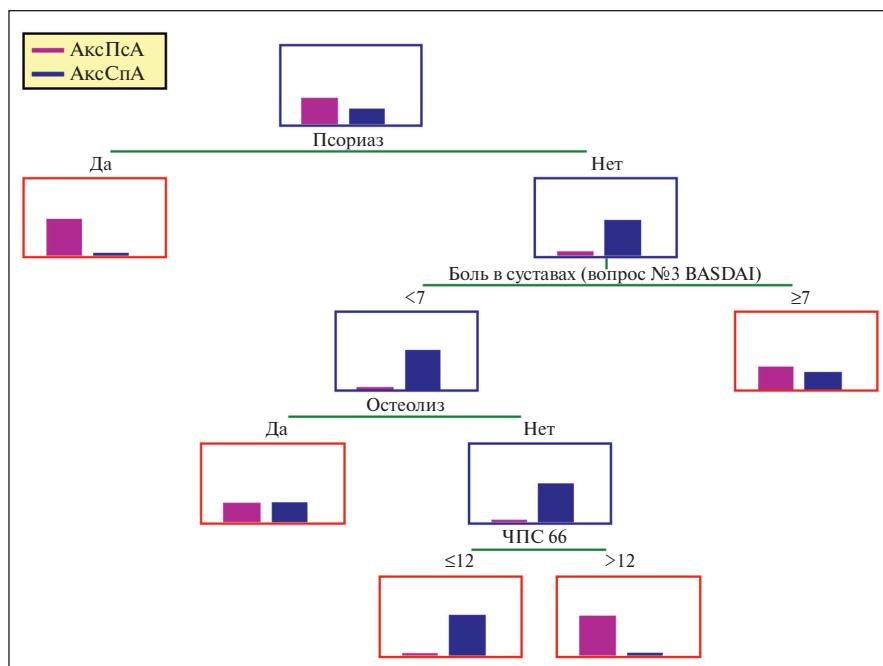 АксПсА
АксСпА
Псориаз
Да
Нет
Боль в суставах (вопрос №3 BASDAI)
<7
≥7
Остеолиз
Да
Нет
ЧПС 66
≤12
>12